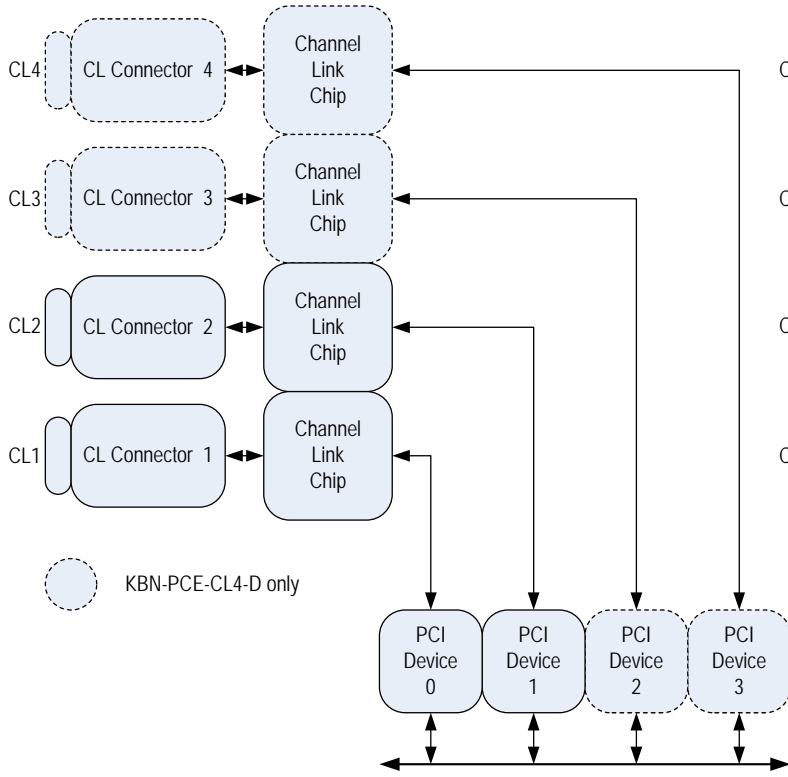 CL4
CL Connector 4
Channel
Link
Chip
C
CL3
CL Connector 3
Channel
Link
Chip
C
CL2
CL Connector 2
Channel
Link
Chip
C
CL1
CL Connector 1
Channel
Link
Chip
C
KBN-PCE-CL4-D only
PCI
Device
0
PCI
Device
1
PCI
Device
2
PCI
Device
3